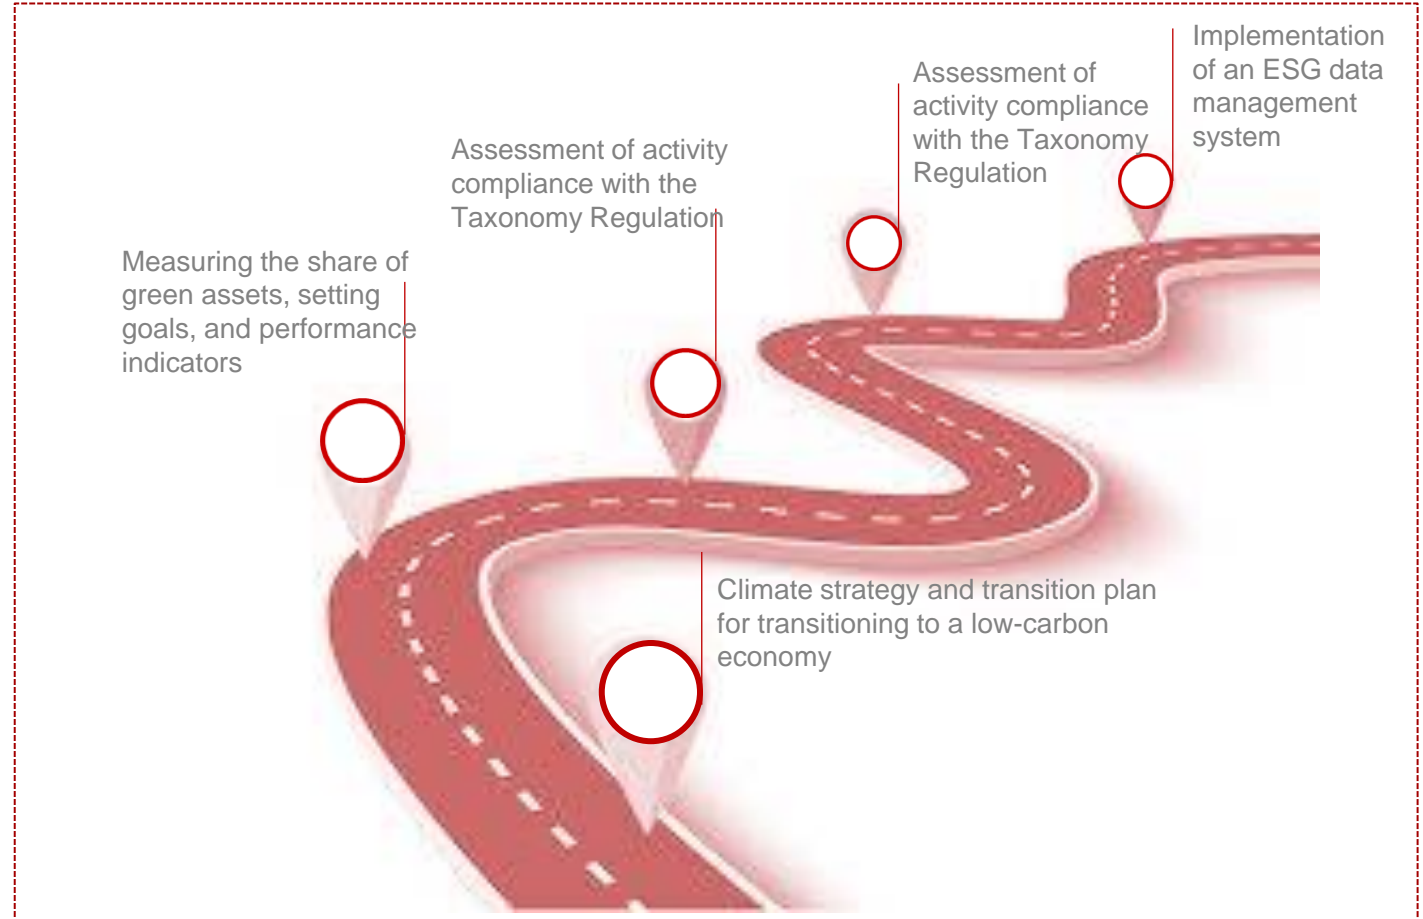 Implementation
of an ESG data
management
system
Assessment of
activity compliance
with the Taxonomy
Regulation
Assessment of activity
compliance with the
Taxonomy Regulation
Measuring the share of
green assets, setting
goals, and performance
indicators
Climate strategy and transition plan
for transitioning to a low-carbon
economy